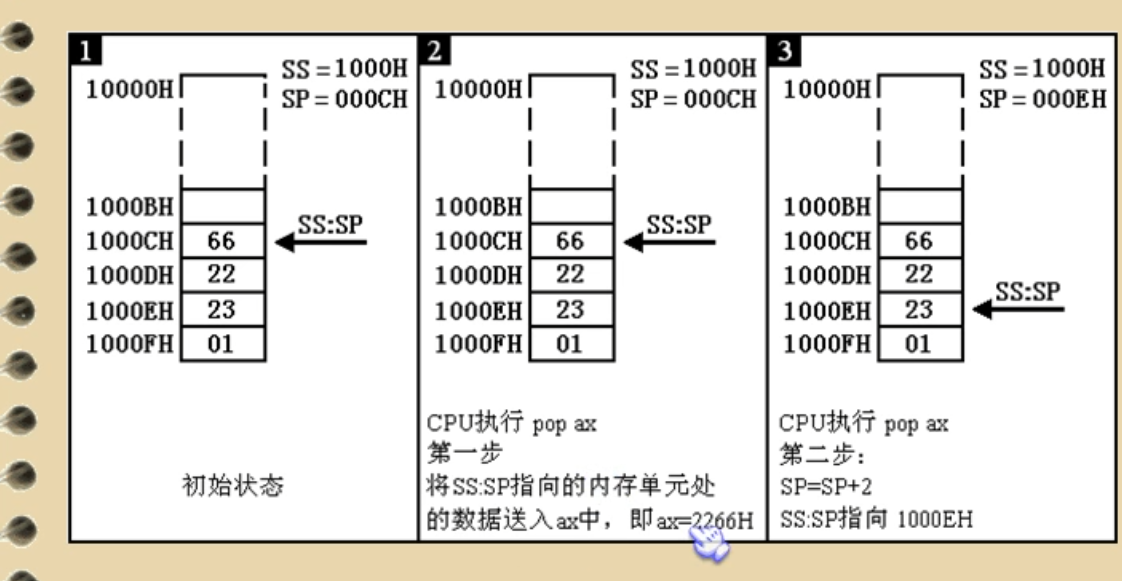 1
SS=1000H
SP=000CH
10000H
1000BH
SS:SP
1000CH 66
1000DH 22
1000EH 23
1000FH 01
初始状态
2
SS=1000H
SP=000CH
10000H
1000BH
SS:SP
1000CH 66
1000DH 22
1000EH 23
1000FH 01
CPU执行 pop ax
第一步
将SS:SP指向的内存单元处
的数据送入ax中，即ax=2266H
3
SS=1000H
SP=000EH
10000H
1000BH
1000CH 66
1000DH 22
SS:SP
1000EH 23
1000FH 01
CPU执行 pop ax
第二步：
SP=SP+2
SS:SP指向 1000EH